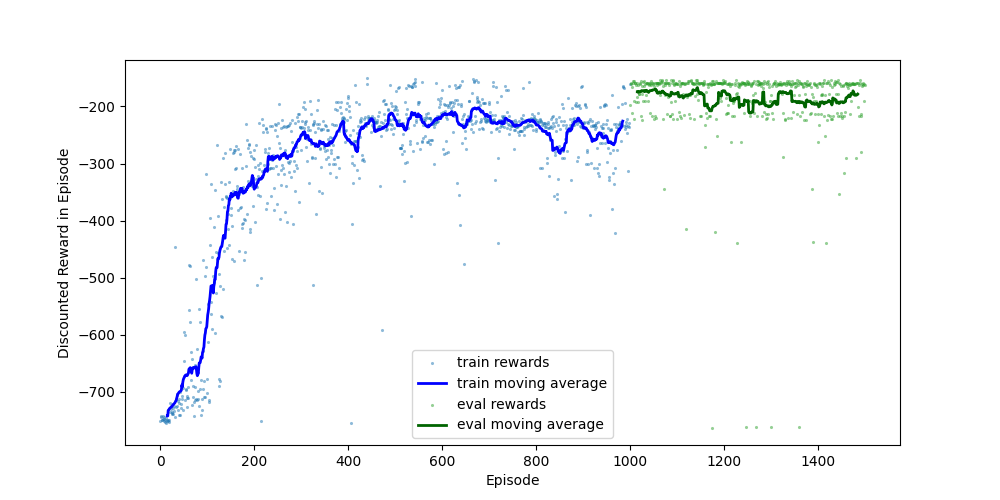 −200
−300
−400
−500
−600
−700
Discounted Reward in Episode
train rewards
train moving average
eval rewards
eval moving average
0 200 400 600 800 1000 1200 1400
Episode